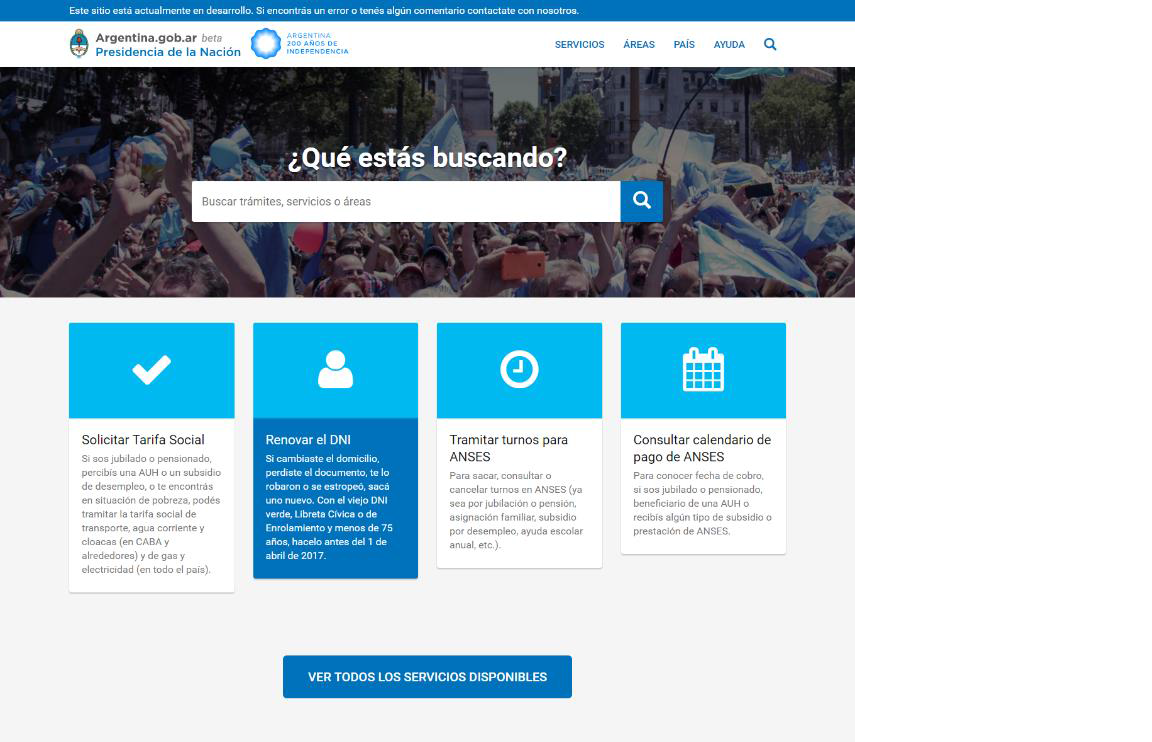 Este sitio está actualmente en desarrollo. Si encontrás un error o tenés algún comentario contactate con nosotros.
Argentina.gob.ar beta
Presidencia de la Nación
ARGENTINA
200 AÑOS DE
INDEPENDENCIA
SERVICIOS ÁREAS PAÍS AYUDA
¿Qué estás buscando?
Buscar trámites, servicios o áreas
Solicitar Tarifa Social
Si sos jubilado o pensionado,
percibís una AUH o un subsidio
de desempleo, o te encontrás
en situación de pobreza, podés
tramitar la tarifa social de
transporte, agua corriente y
cloacas (en CABA y
alrededores) y de gas y
electricidad (en todo el país).
Renovar el DNI
Si cambiaste el domicilio,
perdiste el documento, te lo
robaron o se estropeó, sacá
uno nuevo. Con el viejo DNI
verde, Libreta Cívica o de
Enrolamiento y menos de 75
años, hacelo antes del 1 de
abril de 2017.
Tramitar turnos para
ANSES
Para sacar, consultar o
cancelar turnos en ANSES (ya
sea por jubilación o pensión,
asignación familiar, subsidio
por desempleo, ayuda escolar
anual, etc.).
Consultar calendario de
pago de ANSES
Para conocer fecha de cobro,
si sos jubilado o pensionado,
beneficiario de una AUH o
recibís algún tipo de subsidio o
prestación de ANSES.
VER TODOS LOS SERVICIOS DISPONIBLES